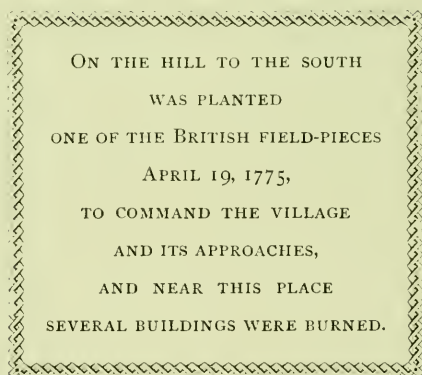 On the hill to the south
was planted
one of the British field-pieces
April 19, 1775,
to command the village
and its approaches,
and near this place
several buildings were burned.